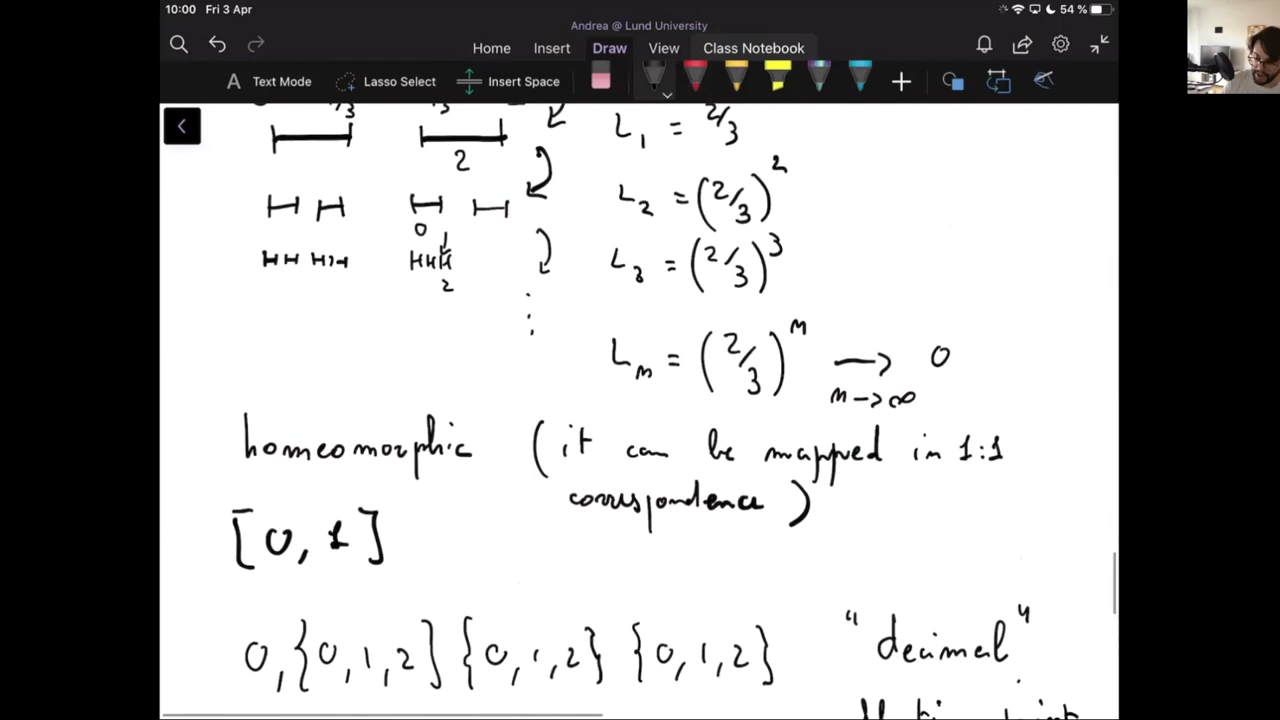 10:00 Fri 3 Apr 54 %
Andrea @ Lund University
Home Insert Draw View Class Notebook
Text Mode Lasso Select Insert Space
L₁ = 2/3
2
L₂ = (2/3)²
0 1
L₃ = (2/3)³
2
Lₘ = (2/3)ᵐ → 0
m → ∞
homeomorphic (it can be mapped in 1:1
correspondence)
[0, 1]
0, {0, 1, 2} {0, 1, 2} {0, 1, 2} "decimal"